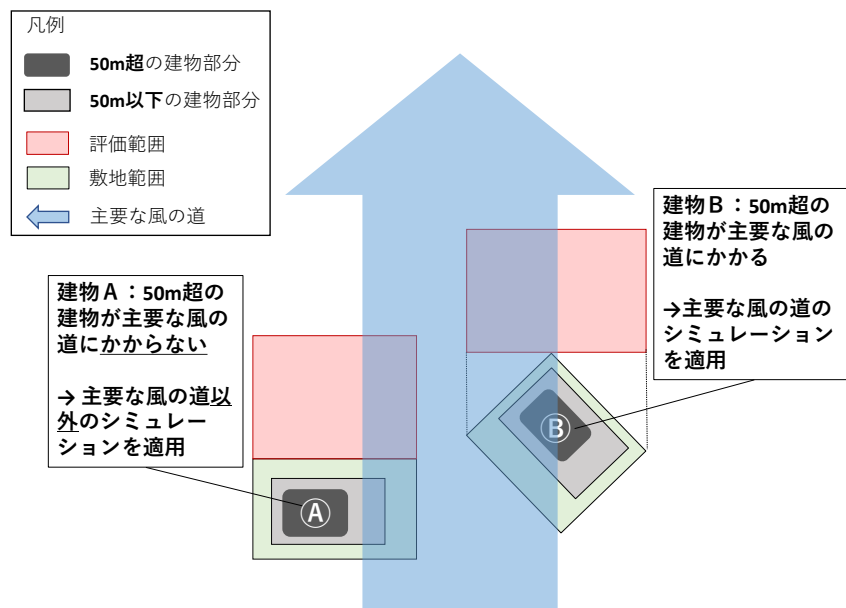 凡例
50m超の建物部分
50m以下の建物部分
評価範囲
敷地範囲
主要な風の道
建物A：50m超の
建物が主要な風の
道にかからない
→ 主要な風の道以
外のシミュレー
ションを適用
建物B：50m超の
建物が主要な風の
道にかかる
→主要な風の道の
シミュレーション
を適用
Ⓐ
Ⓑ